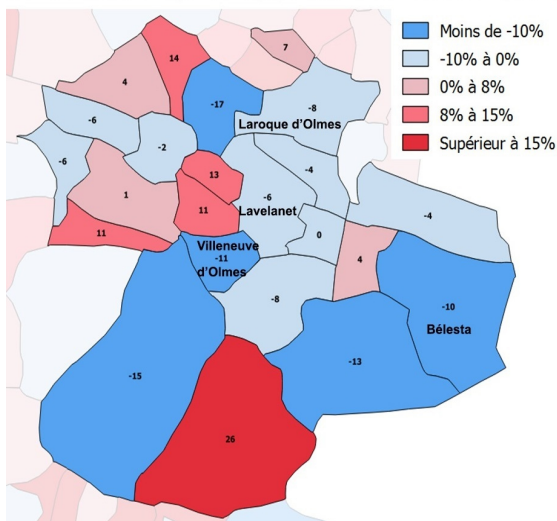 Moins de -10%
-10% à 0%
0% à 8%
8% à 15%
Supérieur à 15%
7
14
4
-17
-8
-6
Laroque d'Olmes
-2
-6
-4
13
1
-6
11
Lavelanet
-4
11
0
Villeneuve
-11
d'Olmes
4
-8
-10
Bélesta
-13
-15
26